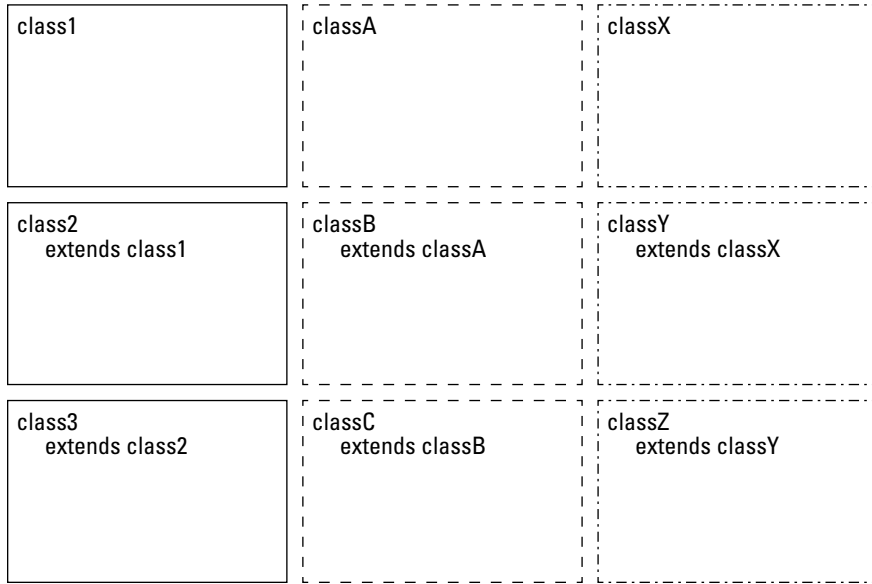 class1
classA
classX
class2
extends class1
classB
extends classA
classY
extends classX
class3
extends class2
classC
extends classB
classZ
extends classY